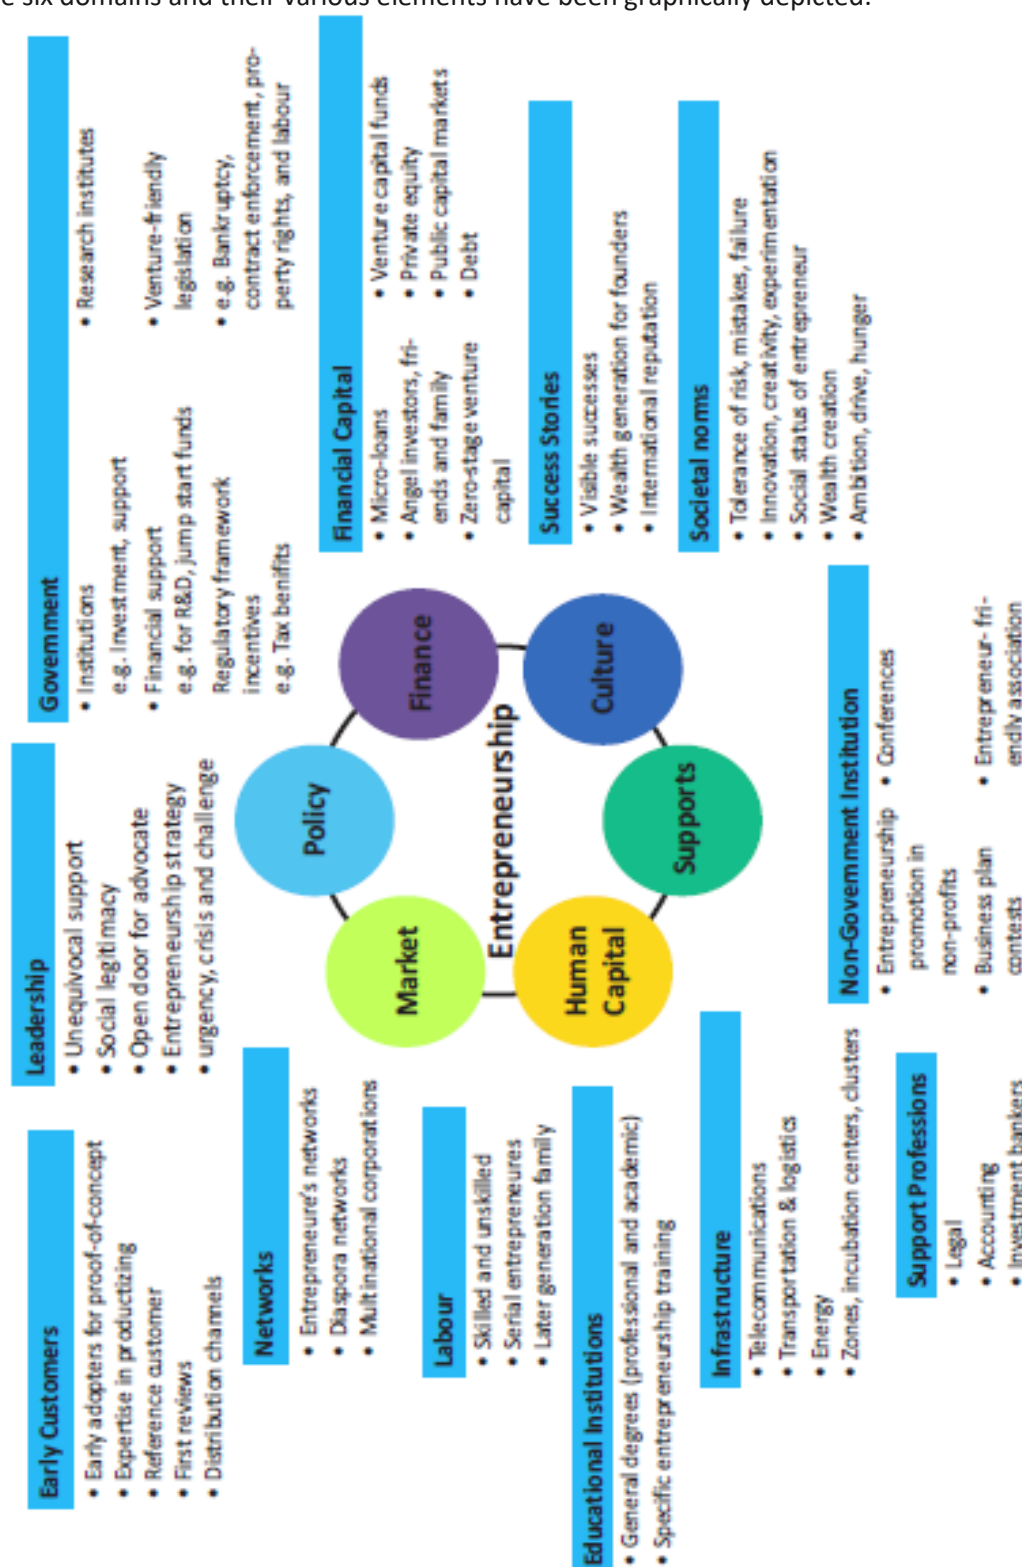 e six domains and their various elements have been graphically depicted.
Early Customers
• Early adopters for proof-of-concept
• Expertise in productizing
• Reference customer
• First reviews
• Distribution channels
Leadership
• Unequivocal support
• Social legitimacy
• Open door for advocate
• Entrepreneurship strategy
• urgency, crisis and challenge
Government
• Institutions
e.g. Investment, support
• Financial support
e.g. for R&D, jump start funds
Regulatory framework
incentives
e.g. Tax benifits
• Research institutes
• Venture-friendly
legislation
• e.g. Bankruptcy,
contract enforcement, pro-
perty rights, and labour
Networks
• Entrepreneure's networks
• Diaspora networks
• Multinational corporations
Labour
• Skilled and unskilled
• Serial entrepreneures
• Later generation family
Educational Institutions
• General degrees (professional and academic)
• Specific entrepreneurship training
Policy
Market
Finance
Entrepreneurship
Human
Capital
Culture
Supports
Financial Capital
• Micro-loans
• Angel investors, fri-
ends and family
• Zero-stage venture
capital
• Venture capital funds
• Private equity
• Public capital markets
• Debt
Success Stories
• Visible successes
• Wealth generation for founders
• International reputation
Societal norms
• Tolerance of risk, mistakes, failure
• Innovation, creativity, experimentation
• Social status of entrepreneur
• Wealth creation
• Ambition, drive, hunger
Infrastructure
• Telecommunications
• Transportation & logistics
• Energy
• Zones, incubation centers, clusters
Support Professions
• Legal
• Accounting
• Investment bankers
Non-Government Institution
• Entrepreneurship
promotion in
non-profits
• Business plan
contests
• Conferences
• Entrepreneur- fri-
endly association